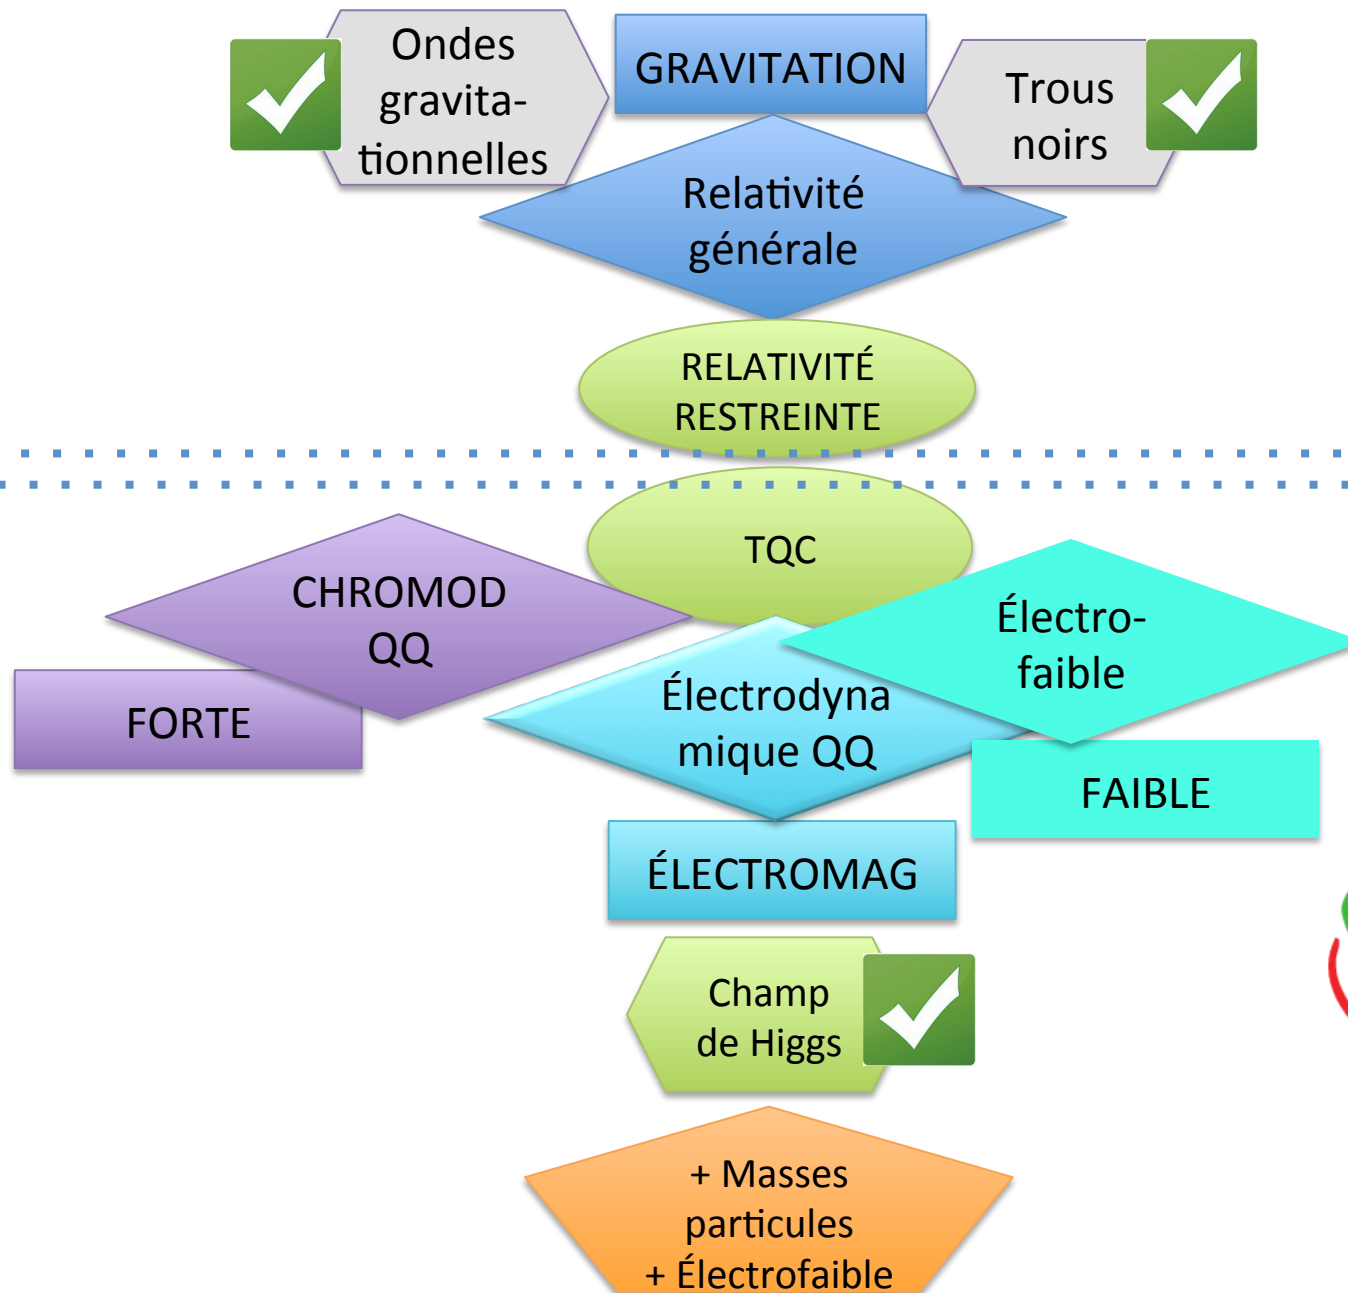 Ondes
gravita-
tionnelles
GRAVITATION
Trous
noirs
Relativité
générale
RELATIVITÉ
RESTREINTE
TQC
CHROMOD
QQ
Électro-
faible
FORTE
Électrodyna
mique QQ
FAIBLE
ÉLECTROMAG
Champ
de Higgs
+ Masses
particules
+ Électrofaible